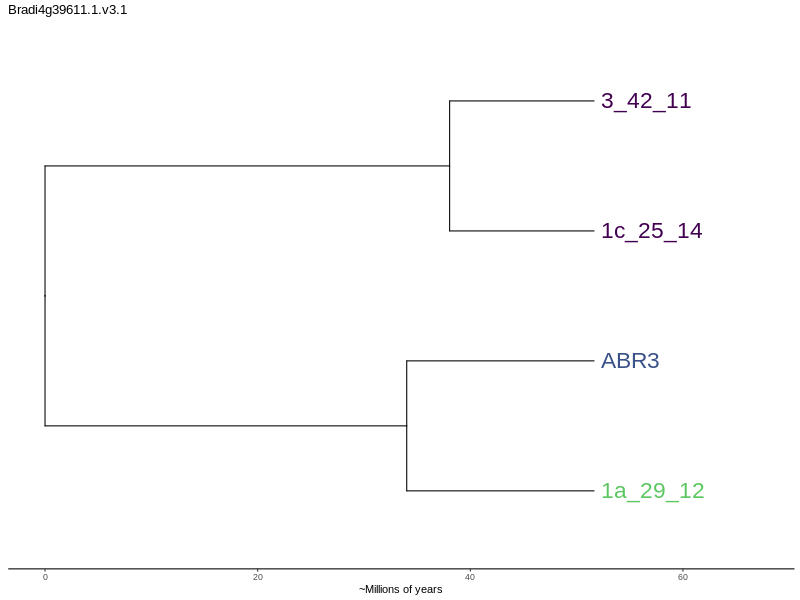 Bradi4g39611.1.v3.1
3_42_11
1c_25_14
ABR3
1a_29_12
0 20 40 60
~Millions of years